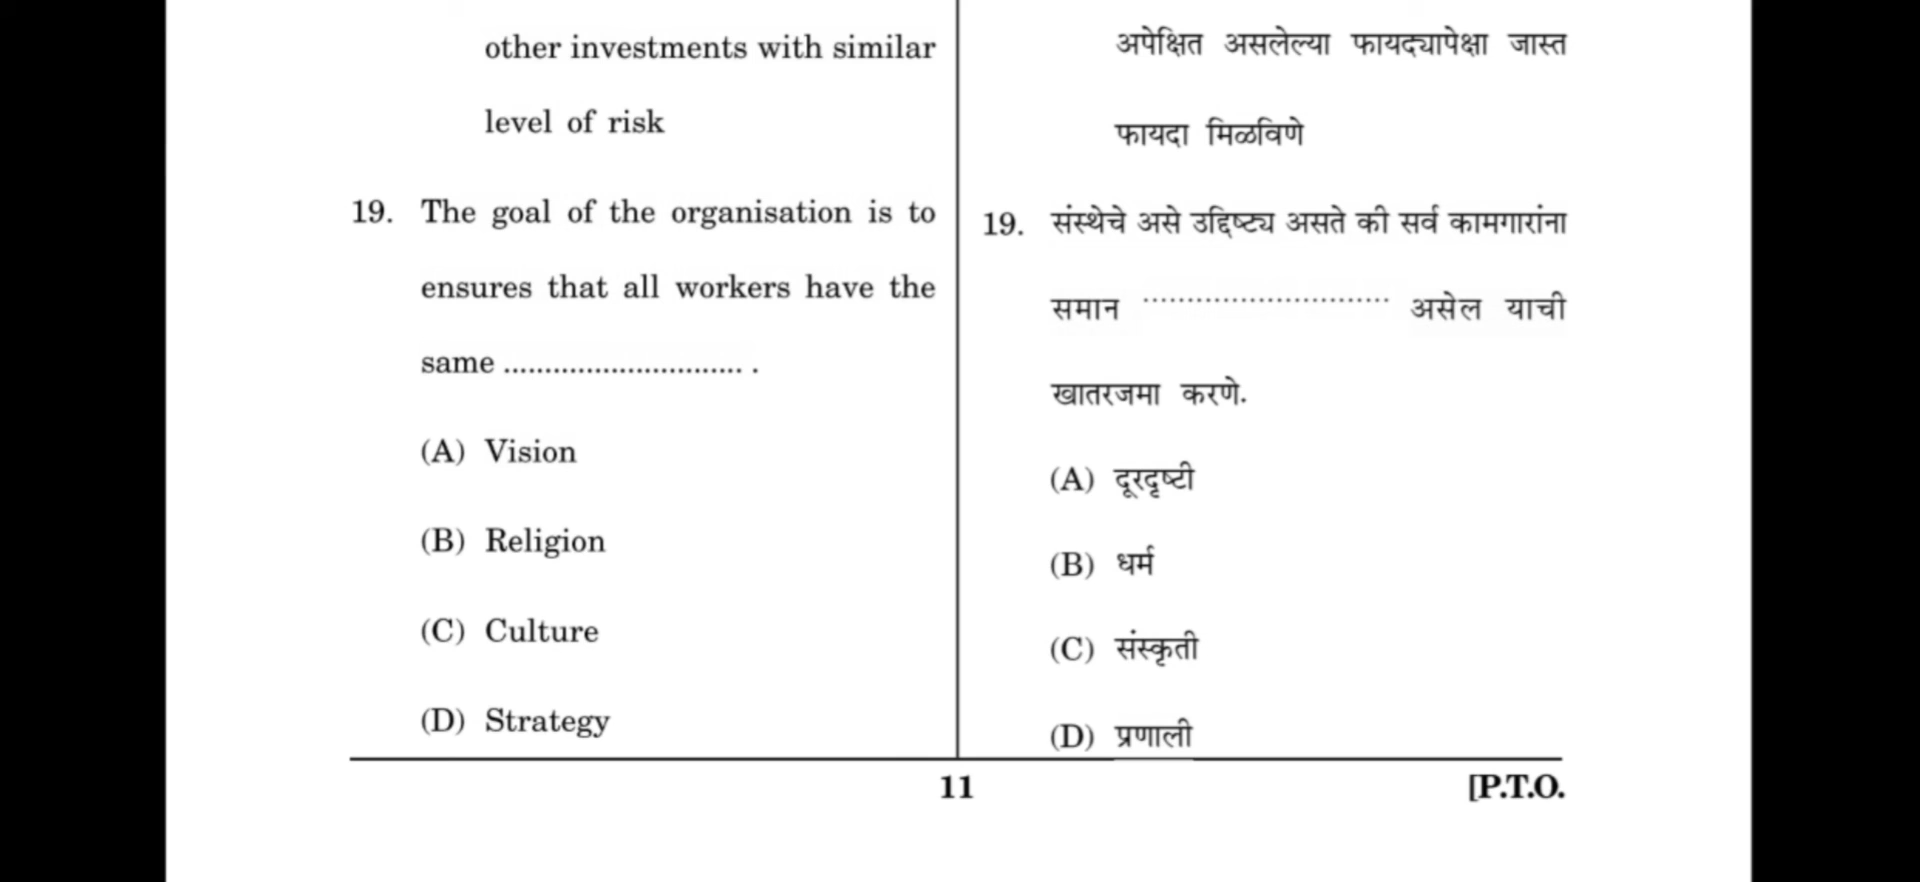 other investments with similar
level of risk
19. The goal of the organisation is to
ensures that all workers have the
same ............................. .
(A) Vision
(B) Religion
(C) Culture
(D) Strategy
अपेक्षित असलेल्या फायद्यापेक्षा जास्त
फायदा मिळविणे
19. संस्थेचे असे उद्दिष्ट्य असते की सर्व कामगारांना
समान ............................ असेल याची
खातरजमा करणे.
(A) दूरदृष्टी
(B) धर्म
(C) संस्कृती
(D) प्रणाली
11
[P.T.O.